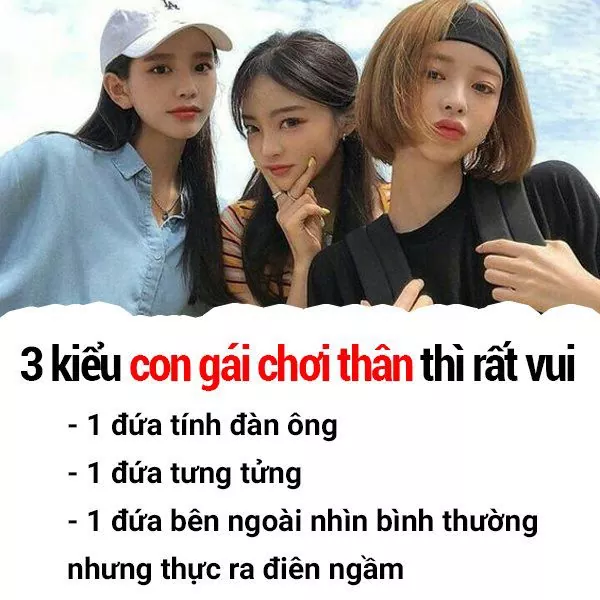 LA
3 kiểu con gái chơi thân thì rất vui
- 1 đứa tính đàn ông
- 1 đứa tưng tửng
- 1 đứa bên ngoài nhìn bình thường
nhưng thực ra điên ngầm